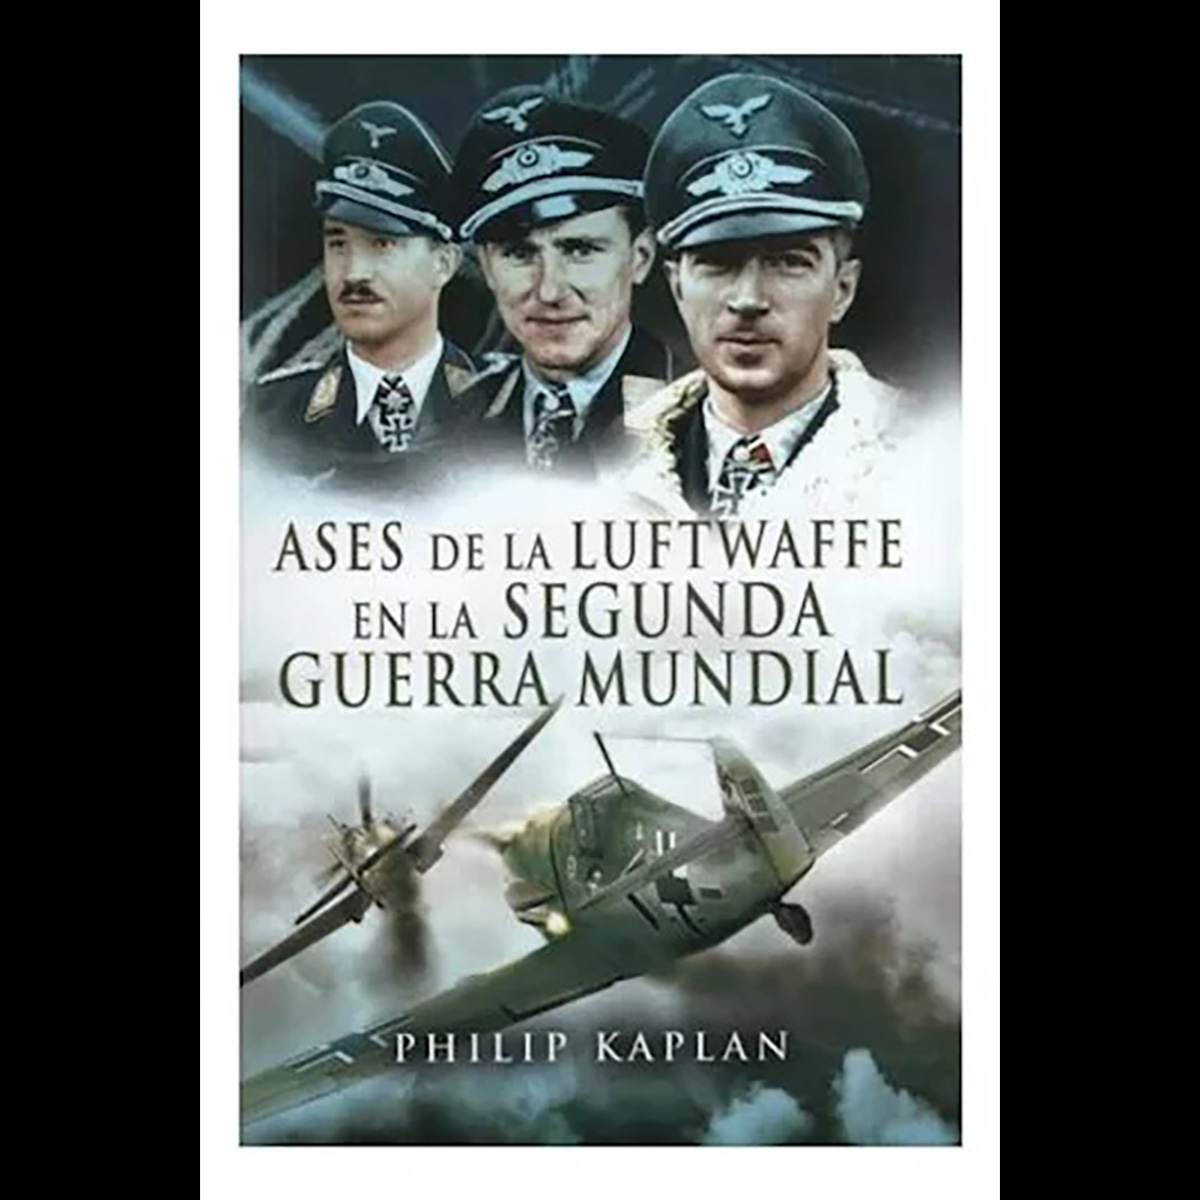 ASES DE LA LUFTWAFFE
EN LA SEGUNDA
GUERRA MUNDIAL
PHILIP KAPLAN